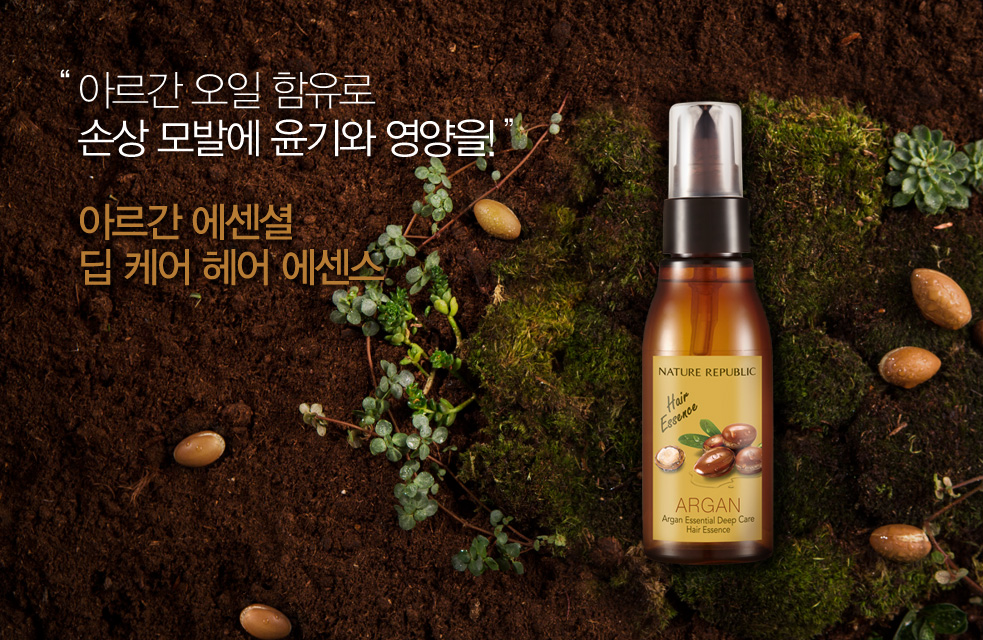 “ 아르간 오일 함유로
손상 모발에 윤기와 영양을! ”
아르간 에센셜
딥 케어 헤어 에센스
NATURE REPUBLIC
Hair
Essence
ARGAN
Argan Essential Deep Care
Hair Essence